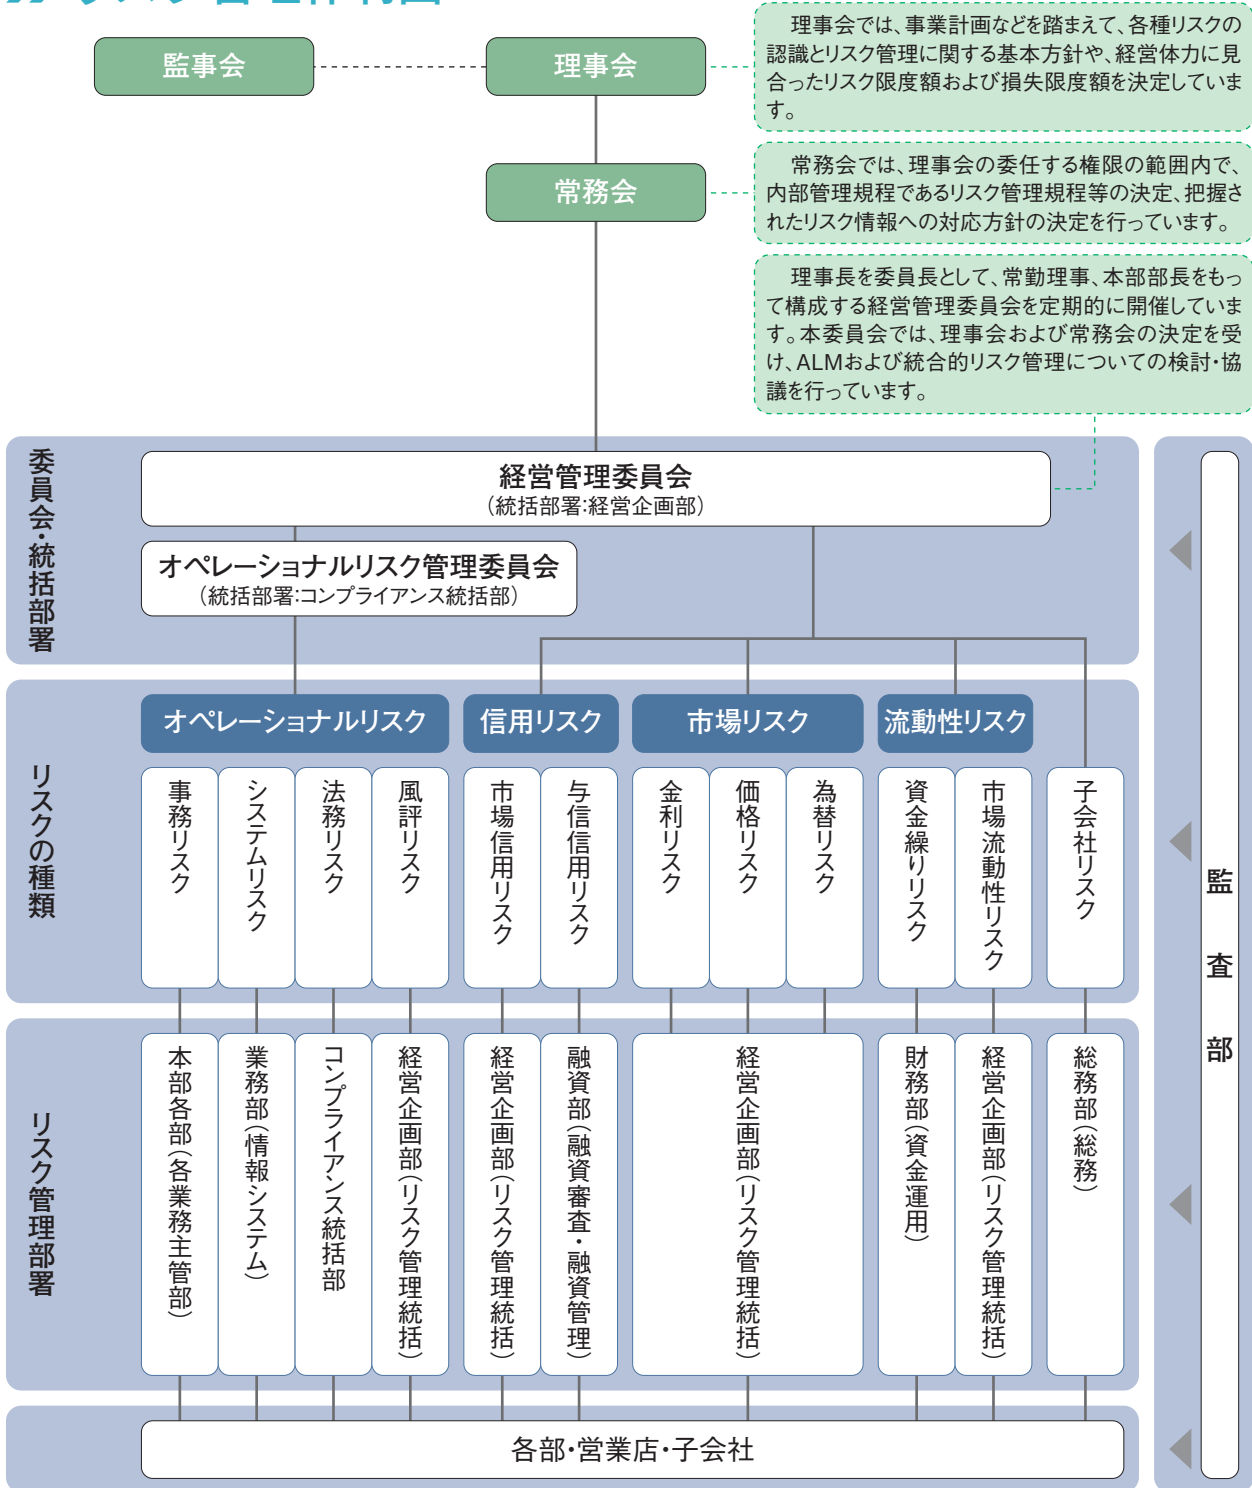 監事会
理事会
理事会では、事業計画などを踏まえて、各種リスクの
認識とリスク管理に関する基本方針や、経営体力に見
合ったリスク限度額および損失限度額を決定していま
す。
常務会
常務会では、理事会の委任する権限の範囲内で、
内部管理規程であるリスク管理規程等の決定、把握さ
れたリスク情報への対応方針の決定を行っています。
理事長を委員長として、常勤理事、本部部長をもっ
て構成する経営管理委員会を定期的に開催していま
す。本委員会では、理事会および常務会の決定を受
け、ALMおよび統合的リスク管理についての検討・協
議を行っています。
委員会・統括部署
経営管理委員会
（統括部署:経営企画部）
オペレーショナルリスク管理委員会
（統括部署:コンプライアンス統括部）
リスクの種類
オペレーショナルリスク
信用リスク
市場リスク
流動性リスク
事務リスク
システムリスク
法務リスク
風評リスク
市場信用リスク
与信信用リスク
金利リスク
価格リスク
為替リスク
資金繰りリスク
市場流動性リスク
子会社リスク
リスク管理部署
本部各部（各業務主管部）
業務部（情報システム）
コンプライアンス統括部
経営企画部（リスク管理統括）
経営企画部（リスク管理統括）
融資部（融資審査・融資管理）
経営企画部（リスク管理統括）
財務部（資金運用）
経営企画部（リスク管理統括）
総務部（総務）
各部・営業店・子会社
監査部